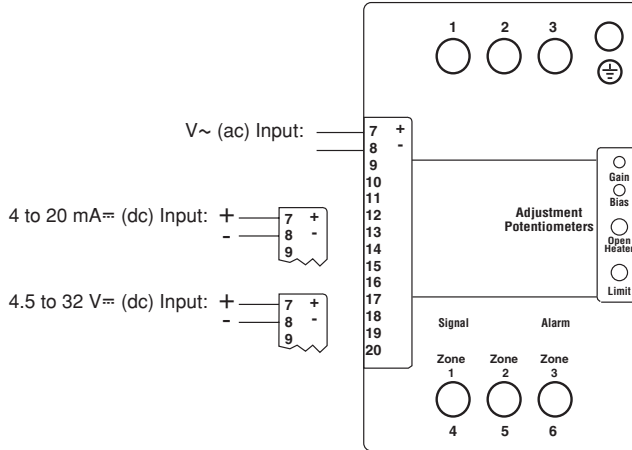 1 2 3
V~ (ac) Input:
7 +
8 -
9
10
11
12
13
14
15
16
17
18
19
20
4 to 20 mA⎓ (dc) Input: + -
7 +
8 -
9
4.5 to 32 V⎓ (dc) Input: + -
7 +
8 -
9
Adjustment
Potentiometers
Gain
Bias
Open
Heater
Limit
Signal Alarm
Zone Zone Zone
1 2 3
4 5 6